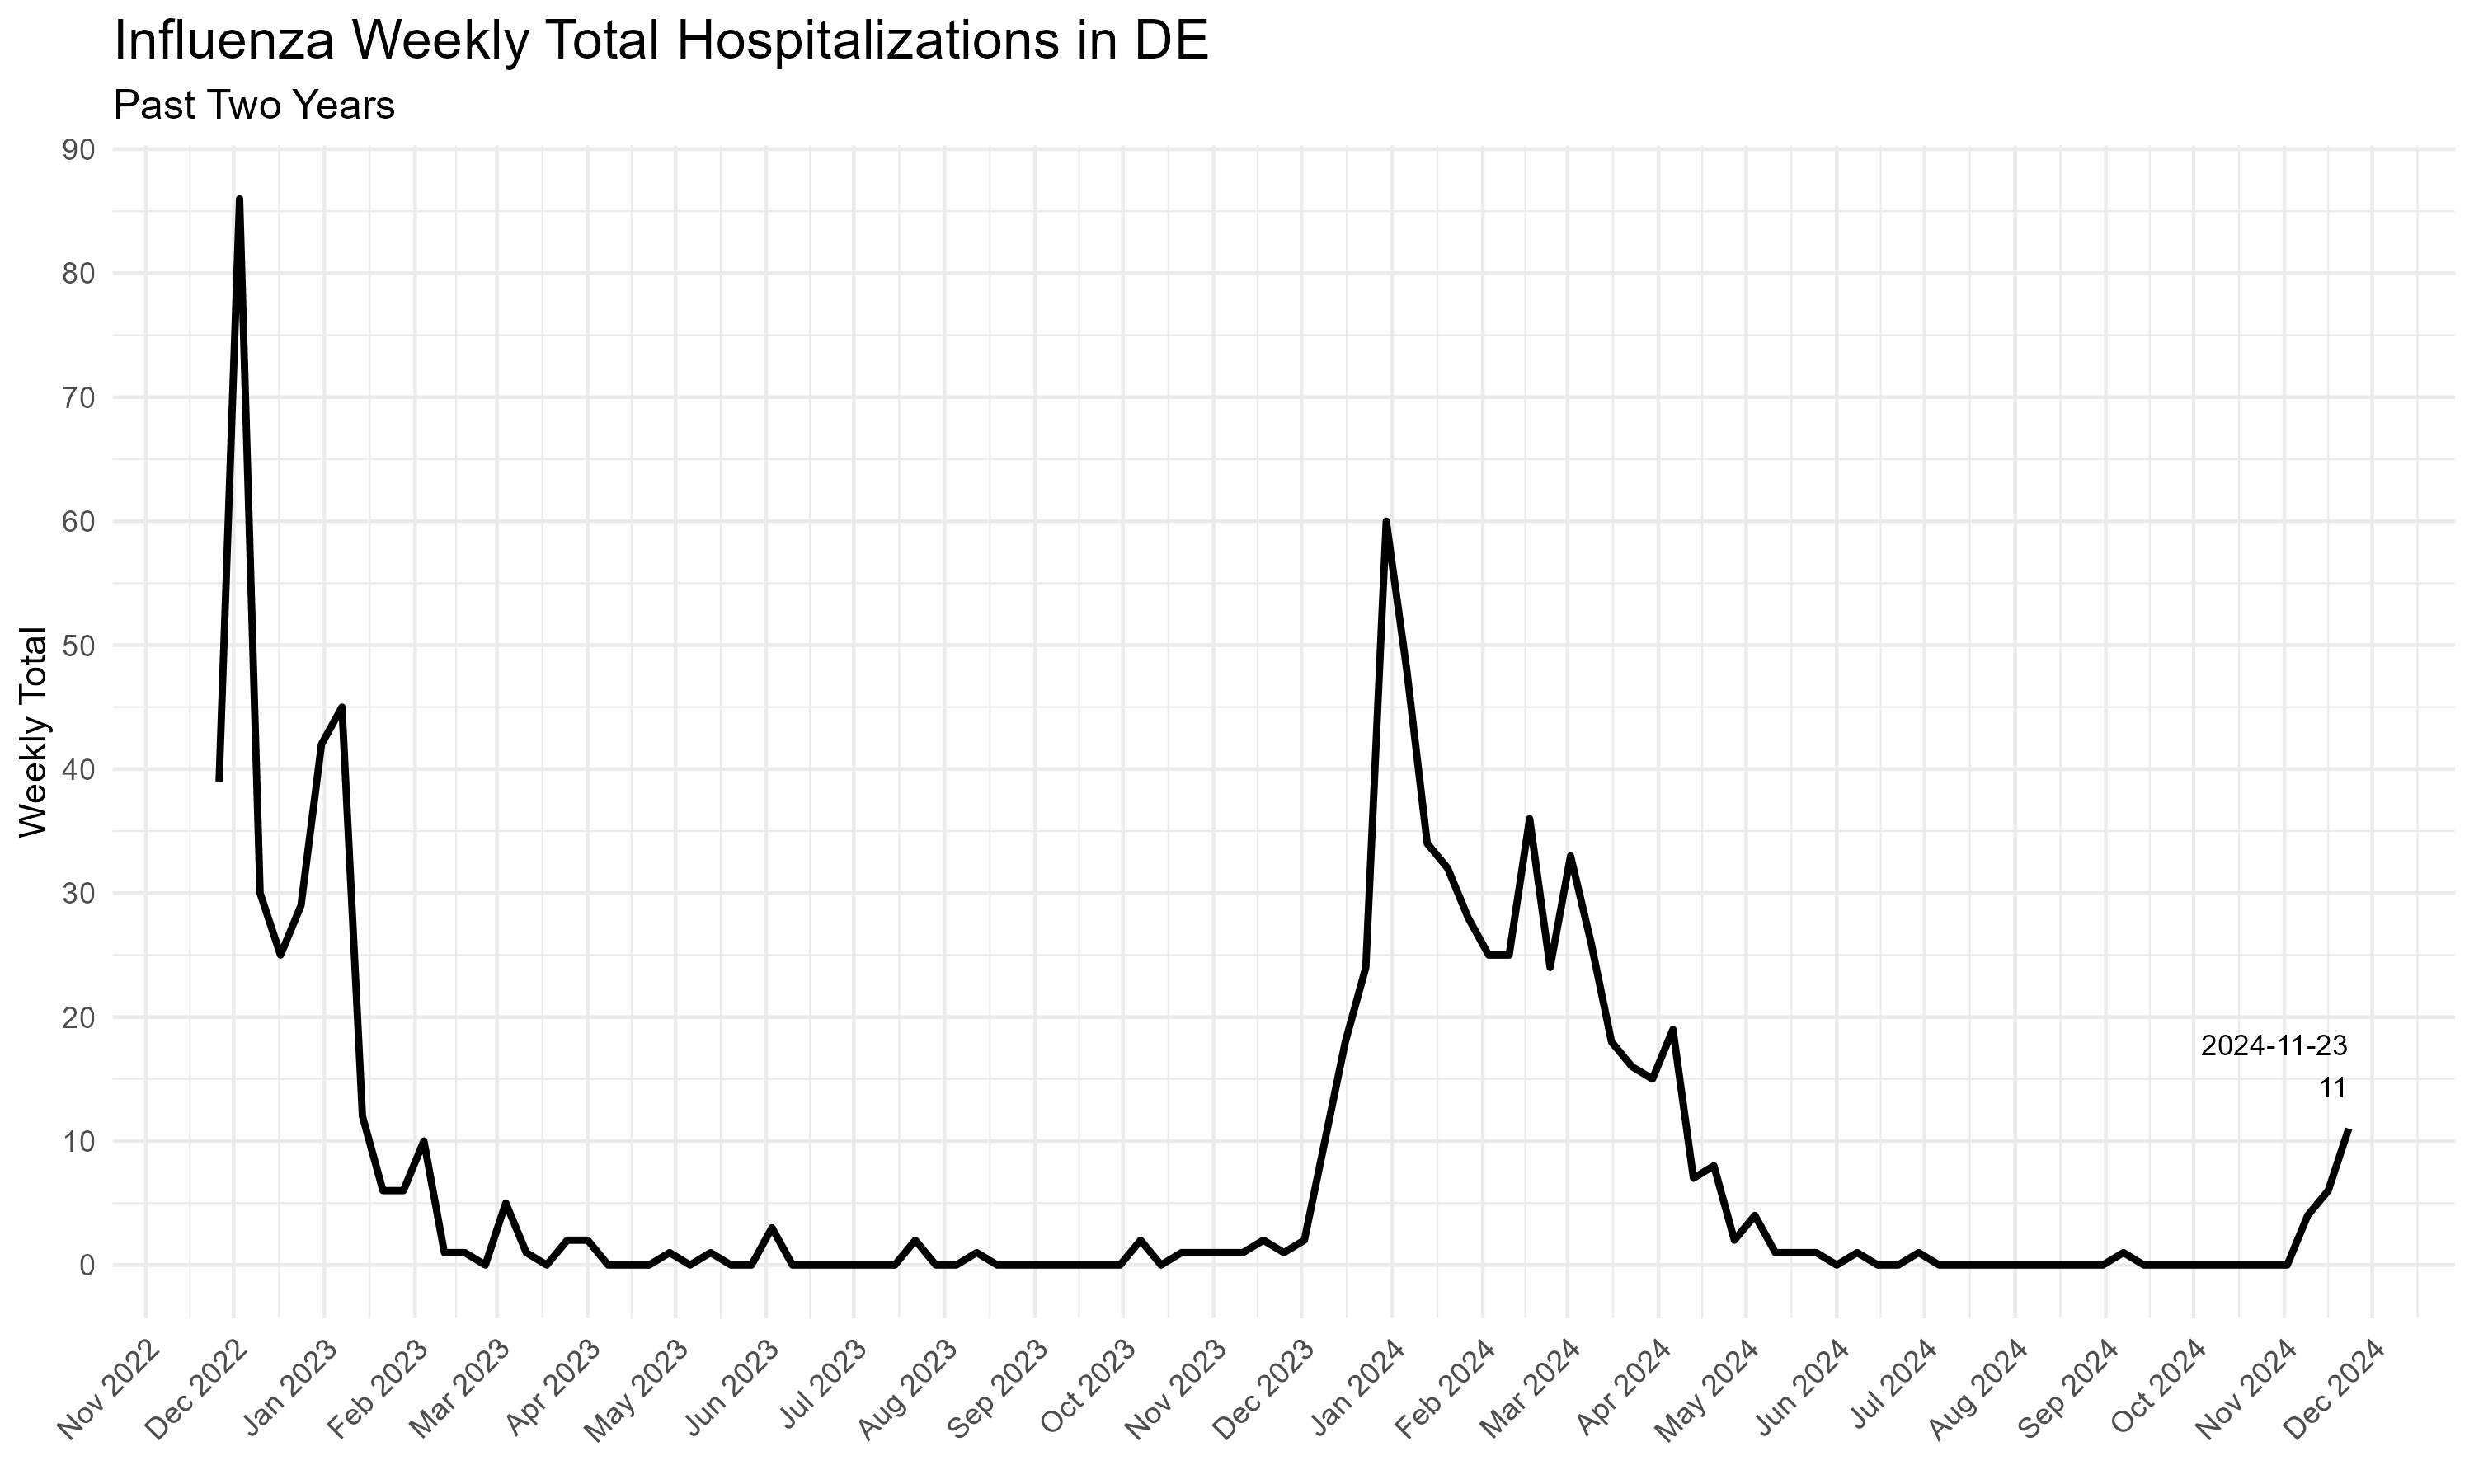 Influenza Weekly Total Hospitalizations in DE
Past Two Years
Weekly Total
90
80
70
60
50
40
30
20
10
0
2024-11-23
11
Nov 2022
Dec 2022
Jan 2023
Feb 2023
Mar 2023
Apr 2023
May 2023
Jun 2023
Jul 2023
Aug 2023
Sep 2023
Oct 2023
Nov 2023
Dec 2023
Jan 2024
Feb 2024
Mar 2024
Apr 2024
May 2024
Jun 2024
Jul 2024
Aug 2024
Sep 2024
Oct 2024
Nov 2024
Dec 2024